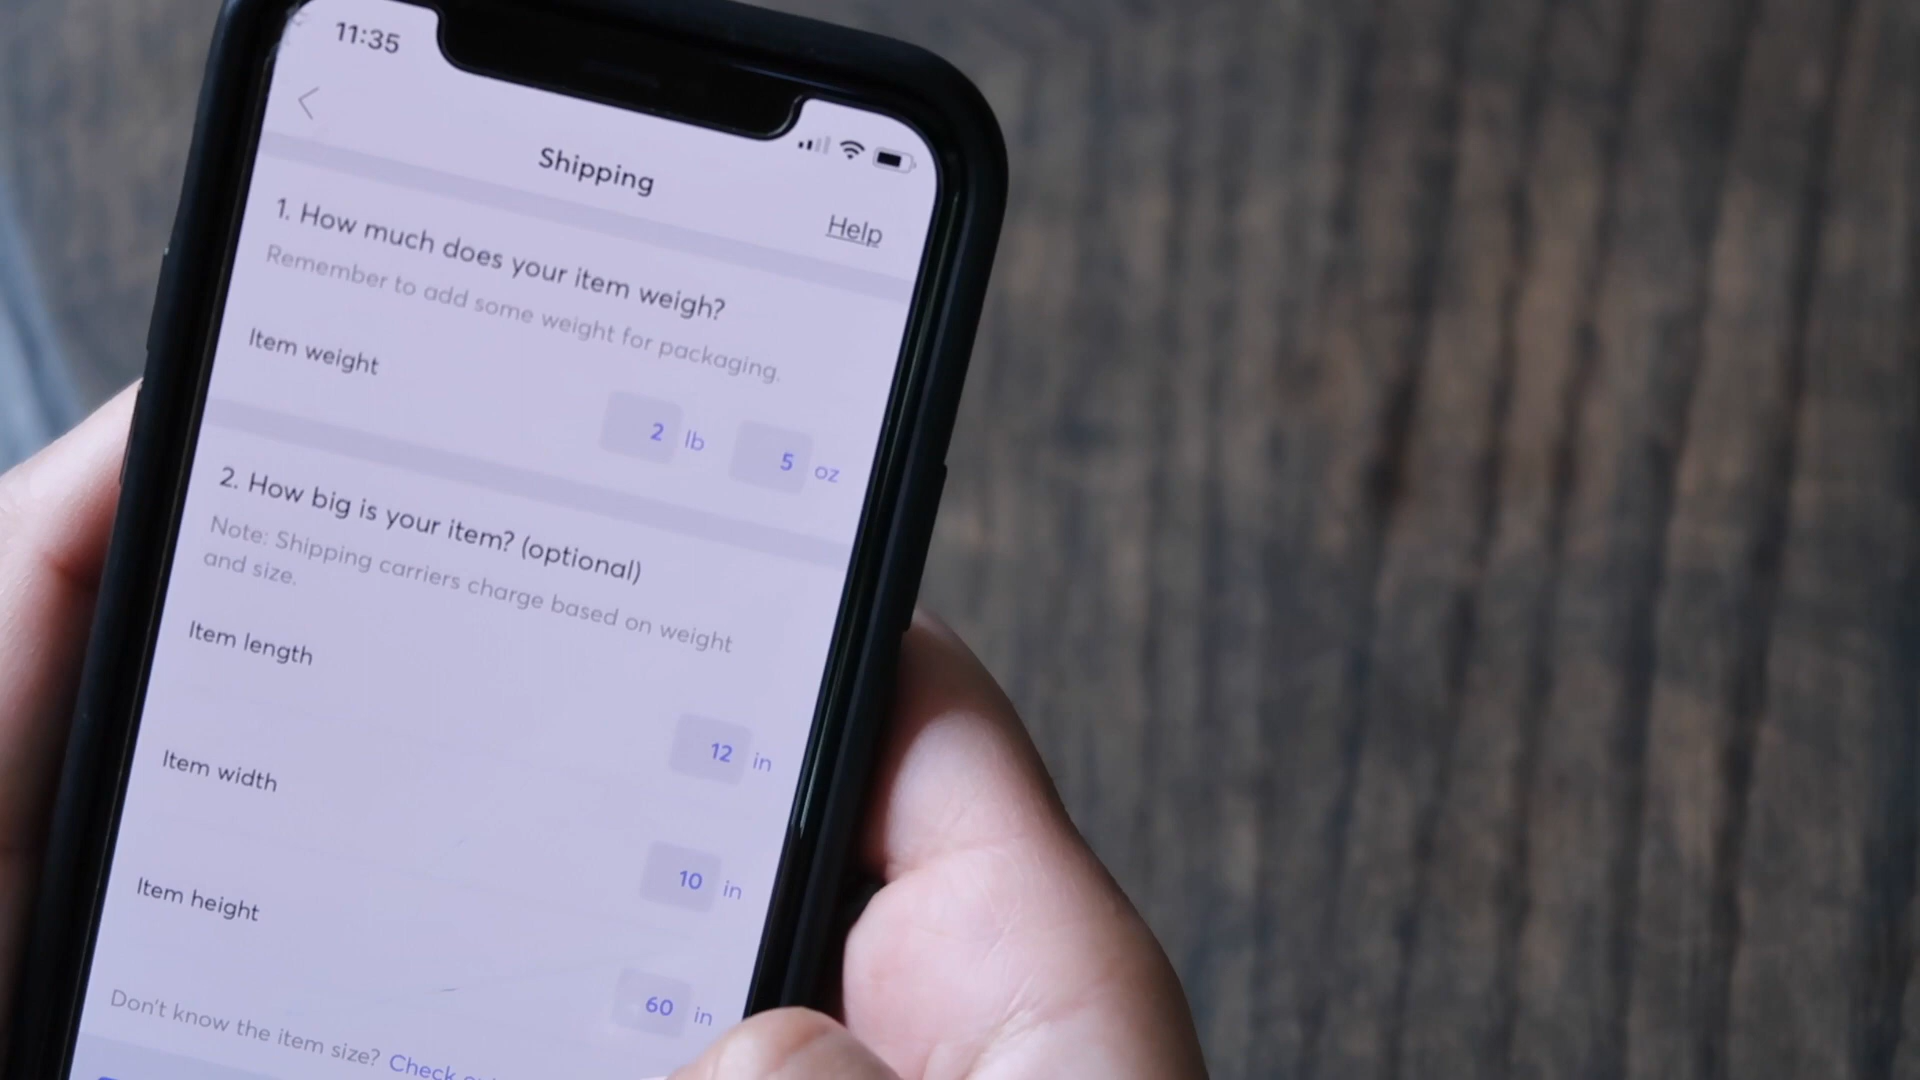 11:35
Shipping
Help
1. How much does your item weigh?
Remember to add some weight for packaging.
Item weight
2 lb 5 oz
2. How big is your item? (optional)
Note: Shipping carriers charge based on weight
and size.
Item length
12 in
Item width
10 in
Item height
60 in
Don't know the item size? Check